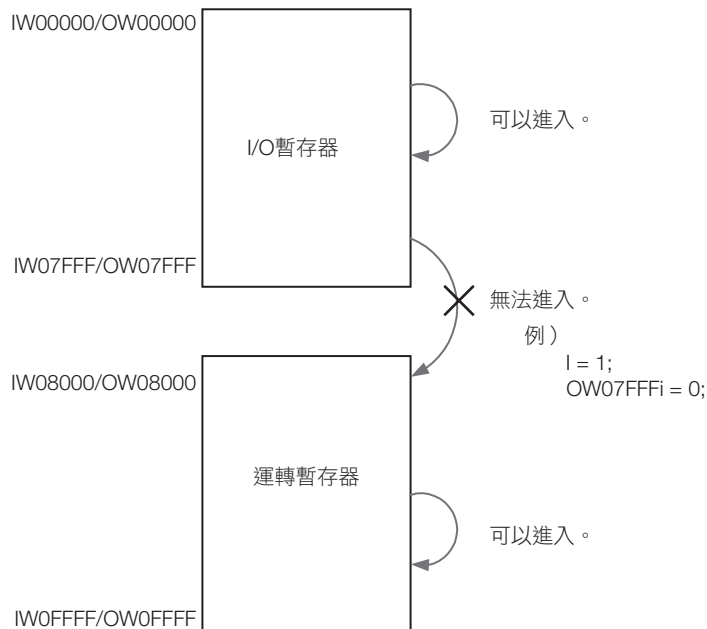 IW00000/OW00000
可以進入。
I/O暫存器
IW07FFF/OW07FFF
無法進入。
例）
I = 1;
OW07FFFi = 0;
IW08000/OW08000
運轉暫存器
可以進入。
IW0FFFF/OW0FFFF